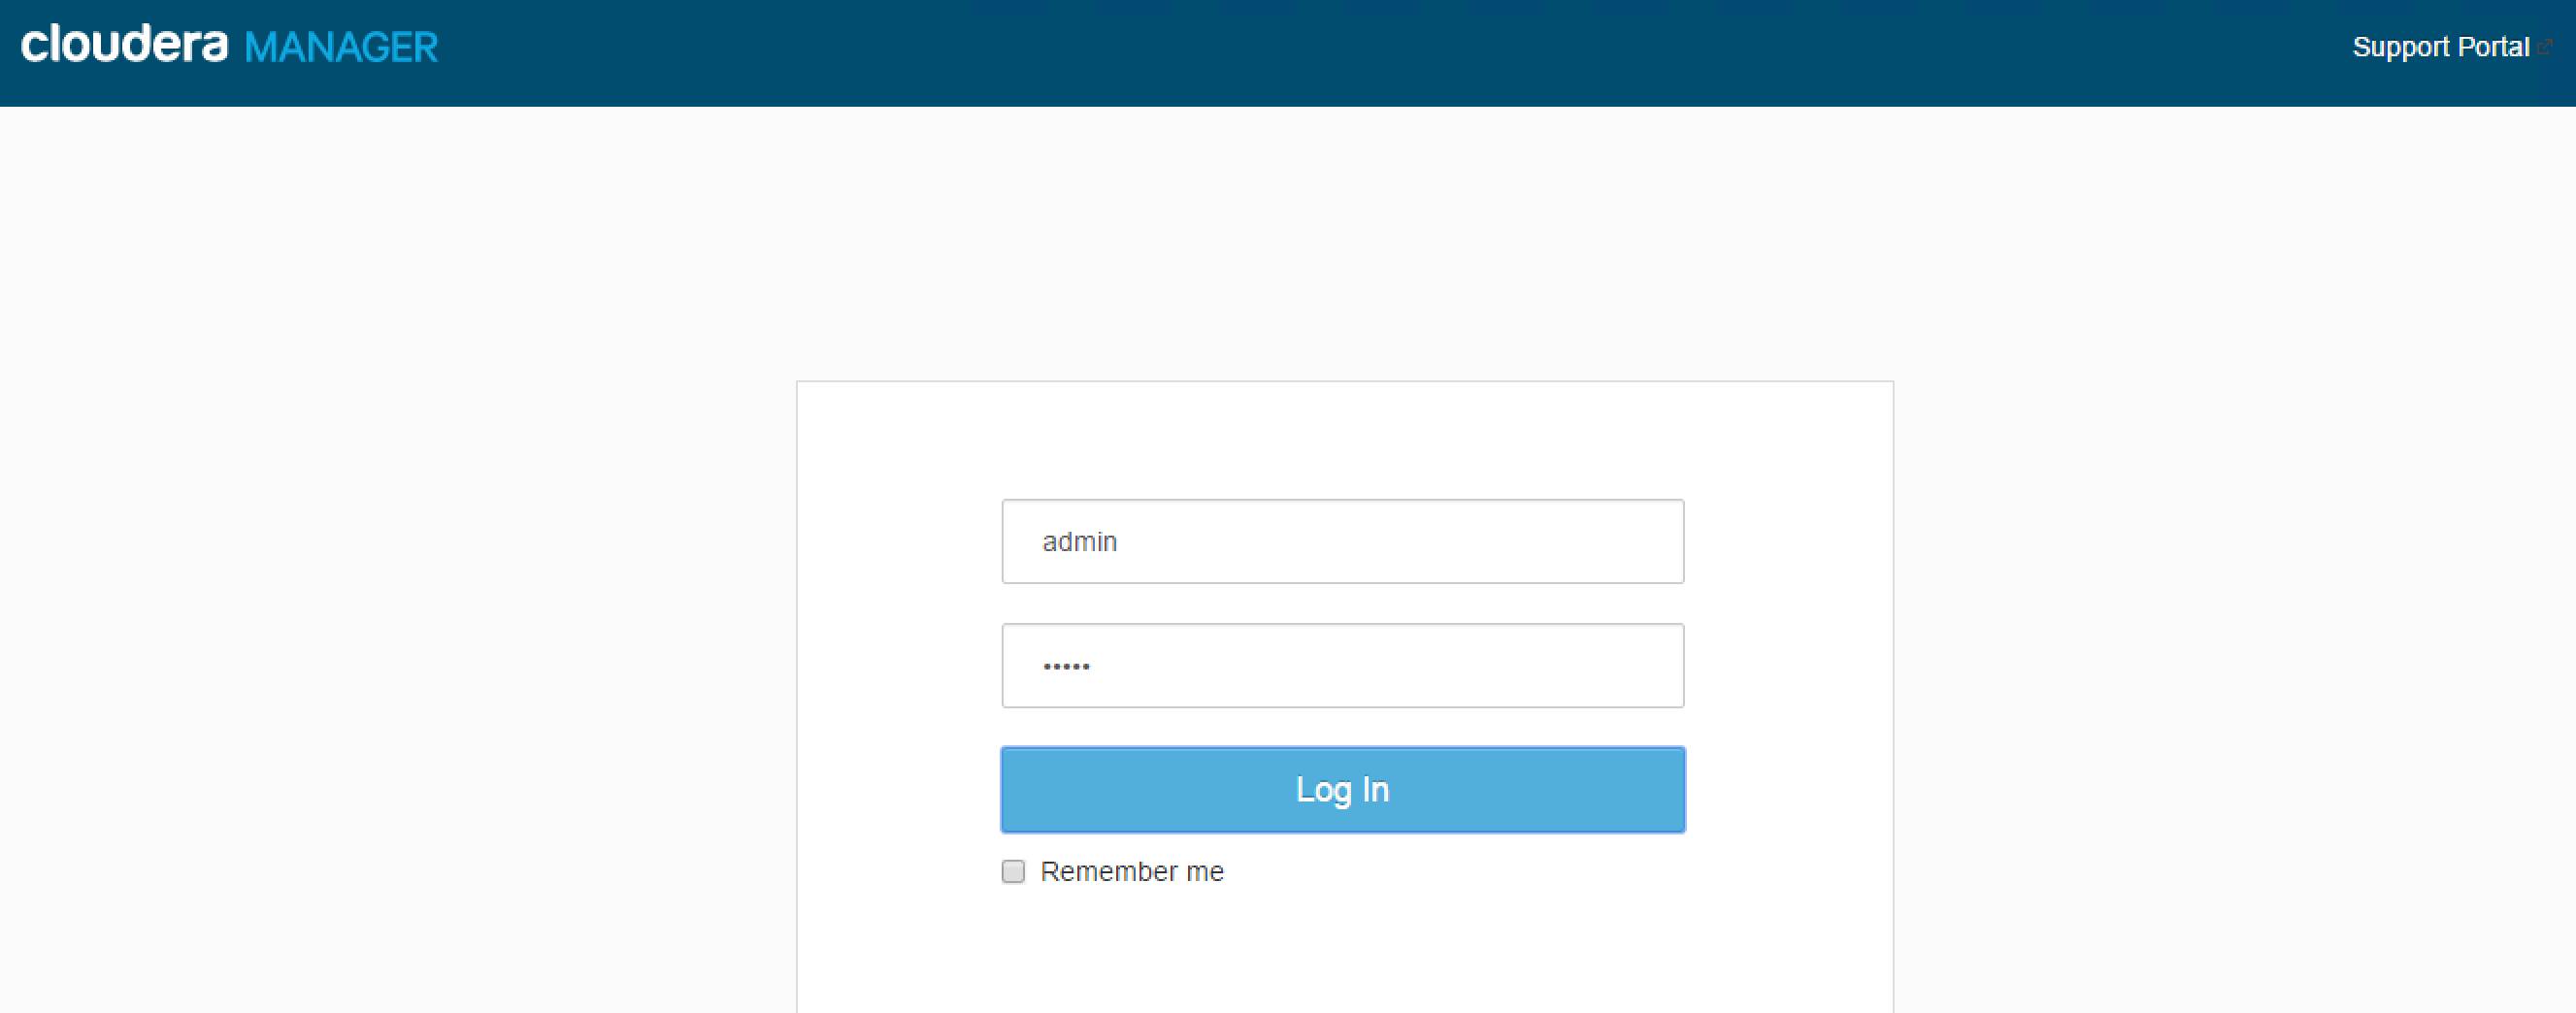 cloudera MANAGER
Support Portal
admin
•••••
Log In
Remember me